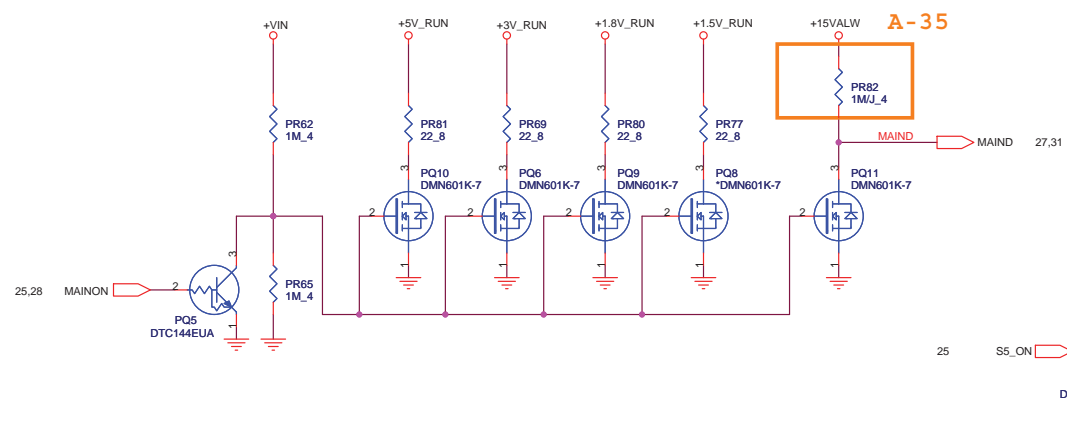 +VIN
+5V_RUN
+3V_RUN
+1.8V_RUN
+1.5V_RUN
+15VALW
A-35
PR62
1M_4
PR81
22_8
PR69
22_8
PR80
22_8
PR77
22_8
PR82
1M/J_4
MAIND
MAIND
27,31
3
PQ10
DMN601K-7
3
PQ6
DMN601K-7
3
PQ9
DMN601K-7
3
PQ8
*DMN601K-7
3
PQ11
DMN601K-7
2
2
2
2
2
1
1
1
1
1
3
25,28
MAINON
2
1
PQ5
DTC144EUA
PR65
1M_4
25
S5_ON
D